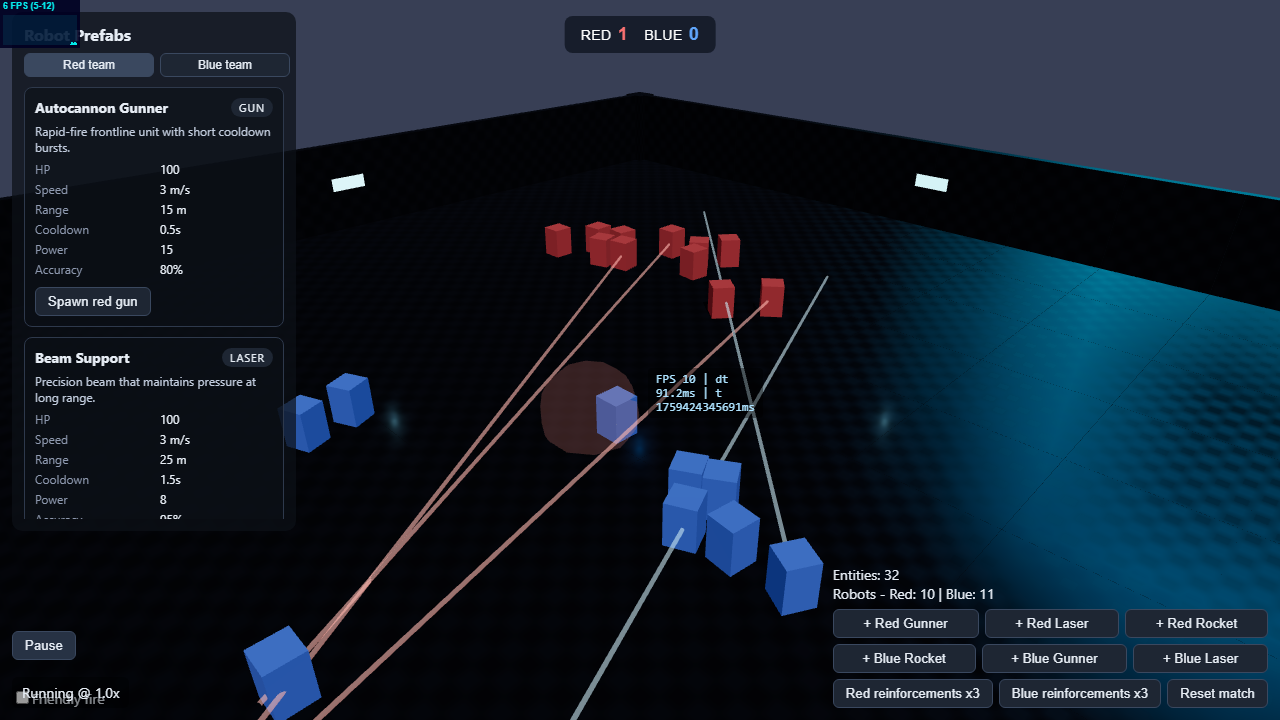 6 FPS (5-12)
Robot Prefabs
Red team
Blue team
Autocannon Gunner
GUN
Rapid-fire frontline unit with short cooldown
bursts.
HP 100
Speed 3 m/s
Range 15 m
Cooldown 0.5s
Power 15
Accuracy 80%
Spawn red gun
Beam Support
LASER
Precision beam that maintains pressure at
long range.
HP 100
Speed 3 m/s
Range 25 m
Cooldown 1.5s
Power 8
Accuracy 95%
RED 1 BLUE 0
FPS 10 | dt
91.2ms | t
1759424345691ms
Pause
Running @ 1.0x
Friendly fire
Entities: 32
Robots - Red: 10 | Blue: 11
+ Red Gunner
+ Red Laser
+ Red Rocket
+ Blue Rocket
+ Blue Gunner
+ Blue Laser
Red reinforcements x3
Blue reinforcements x3
Reset match